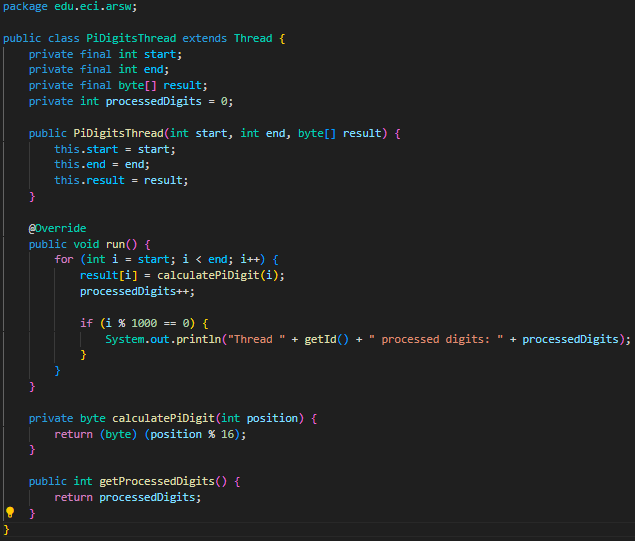 package edu.eci.arsw;

public class PiDigitsThread extends Thread {
    private final int start;
    private final int end;
    private final byte[] result;
    private int processedDigits = 0;

    public PiDigitsThread(int start, int end, byte[] result) {
        this.start = start;
        this.end = end;
        this.result = result;
    }

    @Override
    public void run() {
        for (int i = start; i < end; i++) {
            result[i] = calculatePiDigit(i);
            processedDigits++;

            if (i % 1000 == 0) {
                System.out.println("Thread " + getId() + " processed digits: " + processedDigits);
            }
        }
    }

    private byte calculatePiDigit(int position) {
        return (byte) (position % 16);
    }

    public int getProcessedDigits() {
        return processedDigits;
    }
}